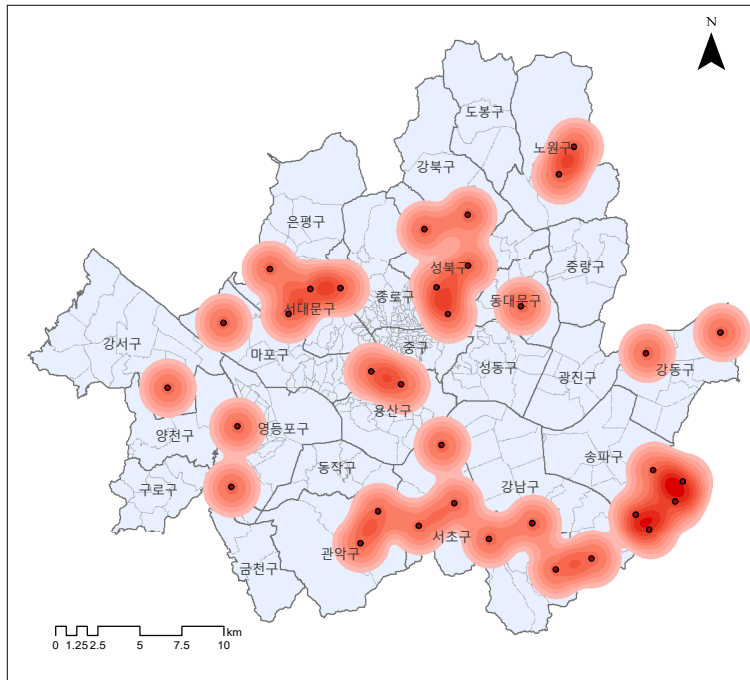 N
도봉구
노원구
강북구
은평구
성북구
중랑구
종로구
동대문구
서대문구
강서구
마포구
중구
성동구
강동구
광진구
용산구
양천구
영등포구
송파구
동작구
구로구
강남구
서초구
관악구
금천구
km
0 1.25 2.5 5 7.5 10